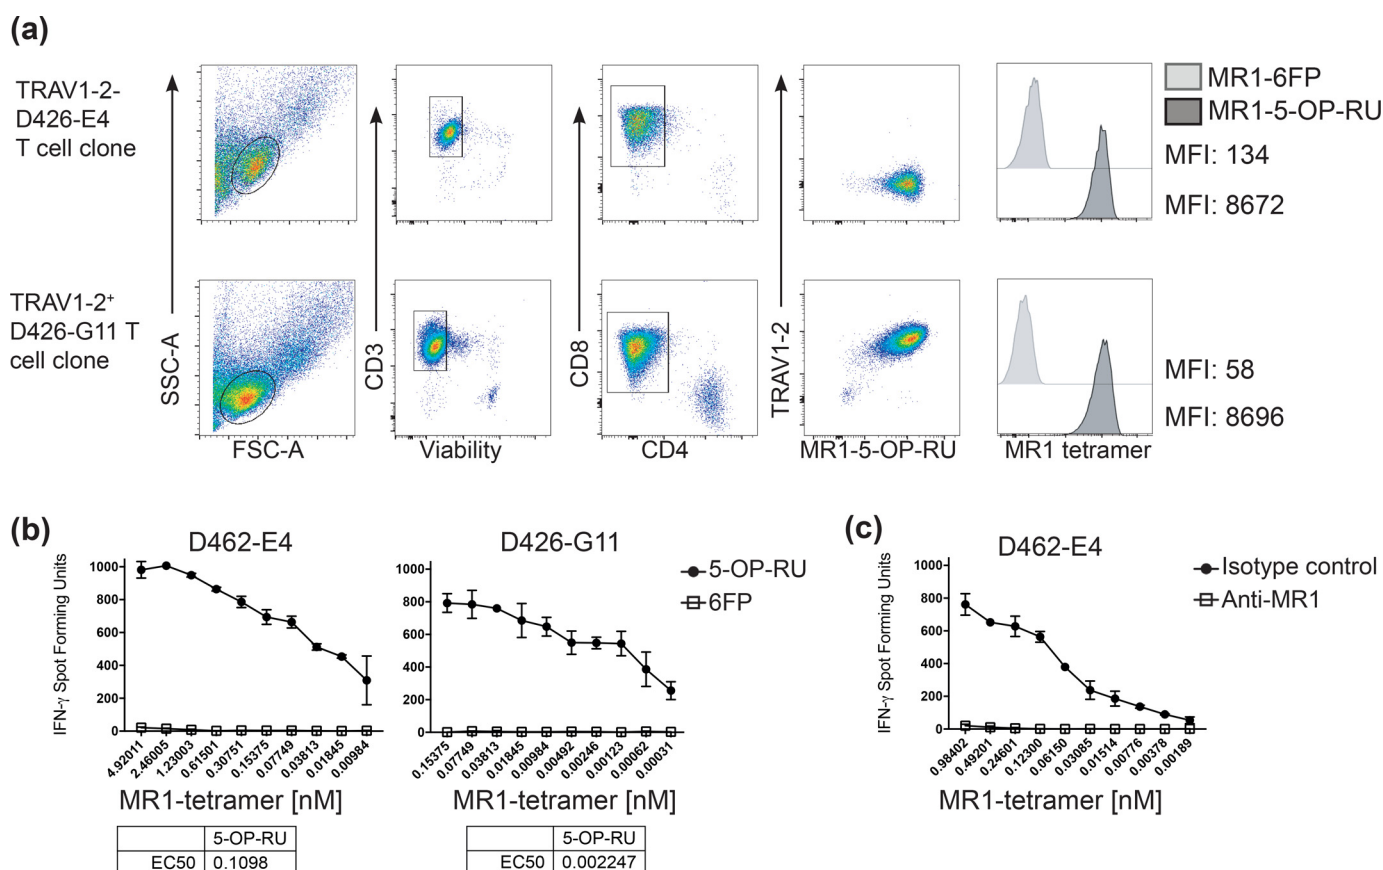 (a)
TRAV1-2-
D426-E4
T cell clone
MR1-6FP
MR1-5-OP-RU
MFI: 134
MFI: 8672
TRAV1-2+
D426-G11 T
cell clone
SSC-A
CD3
CD8
TRAV1-2
MFI: 58
MFI: 8696
FSC-A
Viability
CD4
MR1-5-OP-RU
MR1 tetramer
(b)
D462-E4
IFN-γ Spot Forming Units
1000
800
600
400
200
0
4.92011
2.46005
1.23003
0.61501
0.30751
0.15375
0.07749
0.03813
0.01845
0.00984
MR1-tetramer [nM]
5-OP-RU
EC50 0.1098
D426-G11
1000
800
600
400
200
0
0.15375
0.07749
0.03813
0.01845
0.00984
0.00492
0.00246
0.00123
0.00062
0.00031
MR1-tetramer [nM]
5-OP-RU
EC50 0.002247
5-OP-RU
6FP
(c)
D462-E4
IFN-γ Spot Forming Units
1000
800
600
400
200
0
0.98402
0.49201
0.24601
0.12300
0.06150
0.03085
0.01514
0.00776
0.00378
0.00189
MR1-tetramer [nM]
Isotype control
Anti-MR1